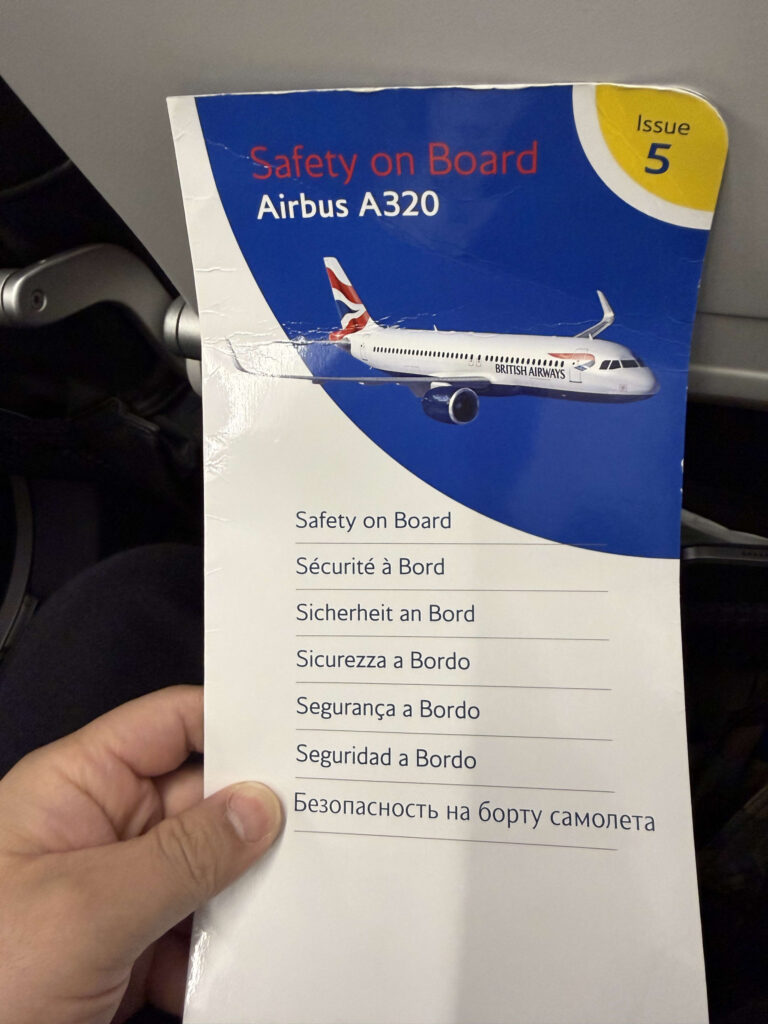 Safety on Board
Airbus A320
Issue
5
BRITISH AIRWAYS
Safety on Board
Sécurité à Bord
Sicherheit an Bord
Sicurezza a Bordo
Segurança a Bordo
Seguridad a Bordo
Безопасность на борту самолета